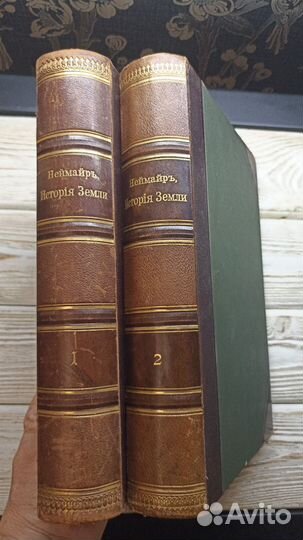 Неймайръ,
Исторія Земли
1
Неймайръ,
Исторія Земли
2
Avito